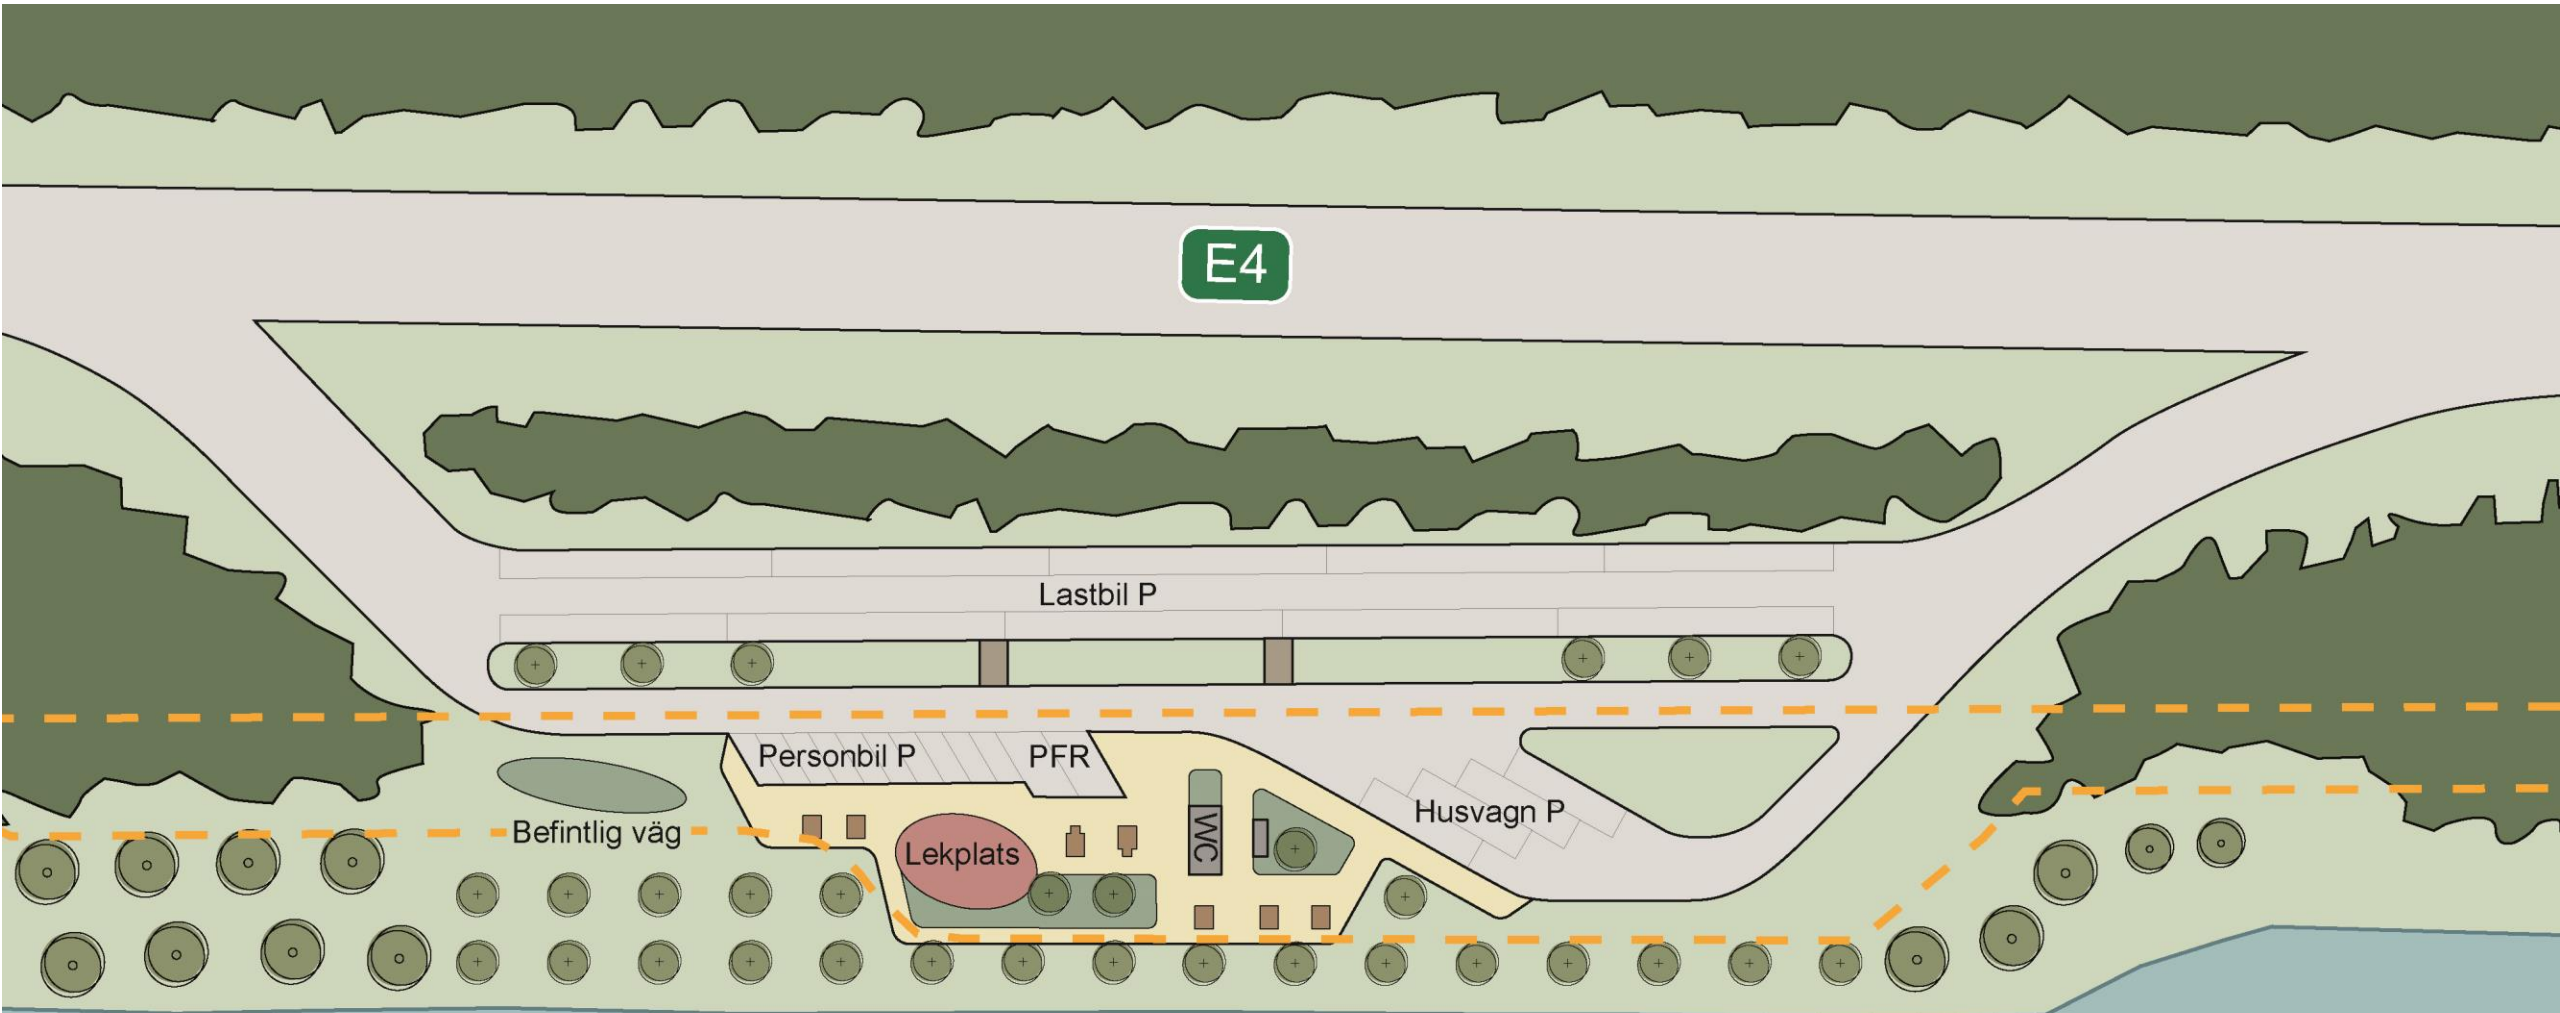 E4
Lastbil P
Personbil P
PFR
Husvagn P
Befintlig väg
Lekplats
WC